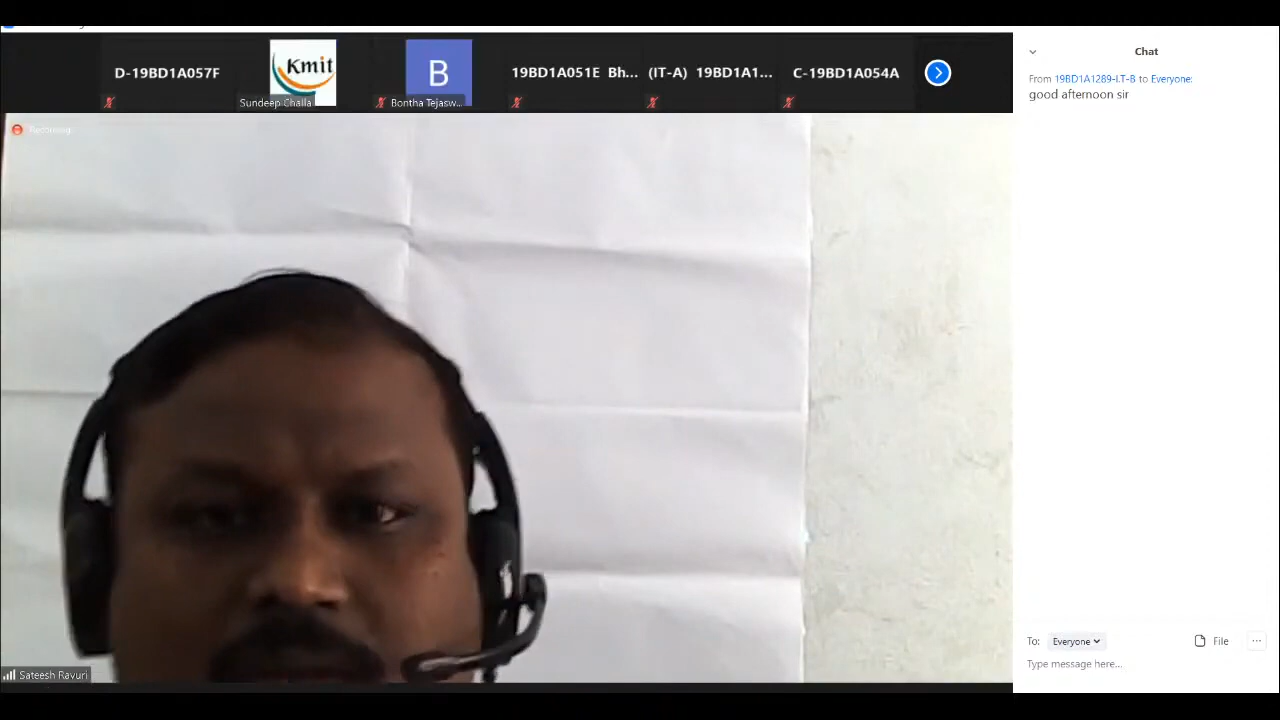 D-19BD1A057F
Kmit
Sundeep Challa
B
Bontha Tejasw...
19BD1A051E Bh...
(IT-A) 19BD1A1...
C-19BD1A054A
Recording
Sateesh Ravuri
Chat
From 19BD1A1289-I.T-B to Everyone:
good afternoon sir
To: Everyone
File
...
Type message here...